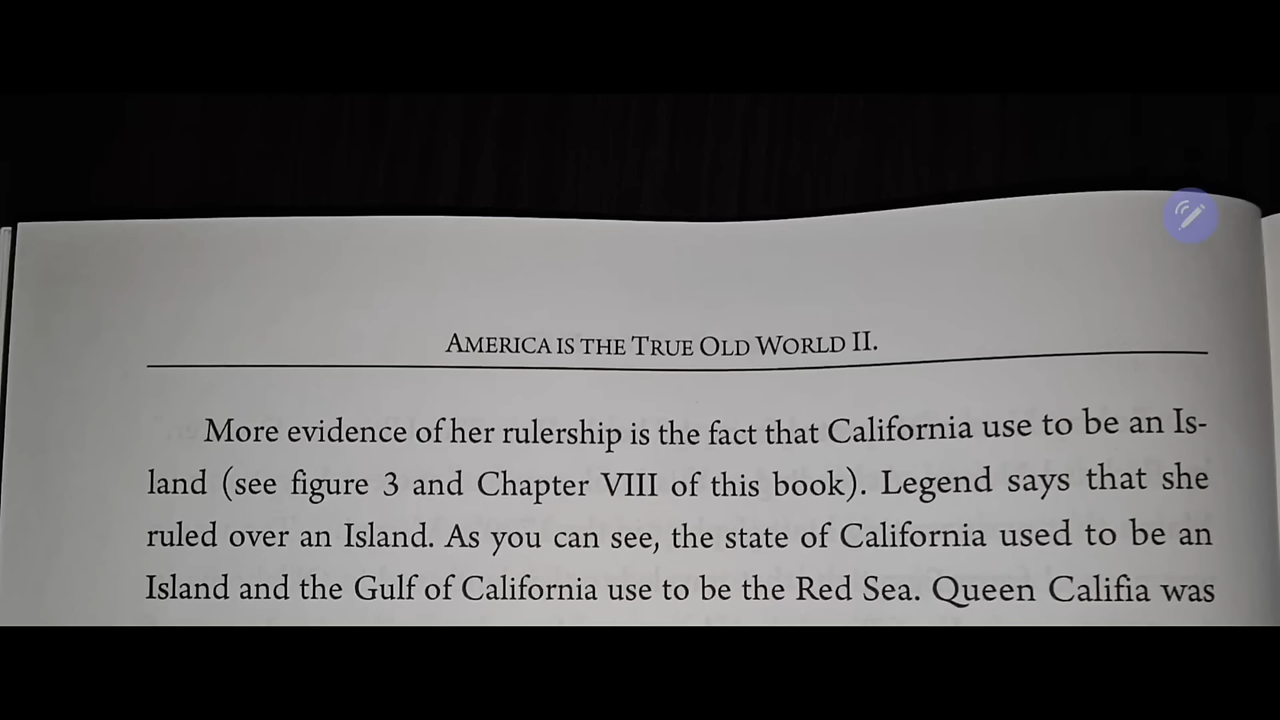 AMERICA IS THE TRUE OLD WORLD II.
More evidence of her rulership is the fact that California use to be an Is-
land (see figure 3 and Chapter VIII of this book). Legend says that she
ruled over an Island. As you can see, the state of California used to be an
Island and the Gulf of California use to be the Red Sea. Queen Califia was